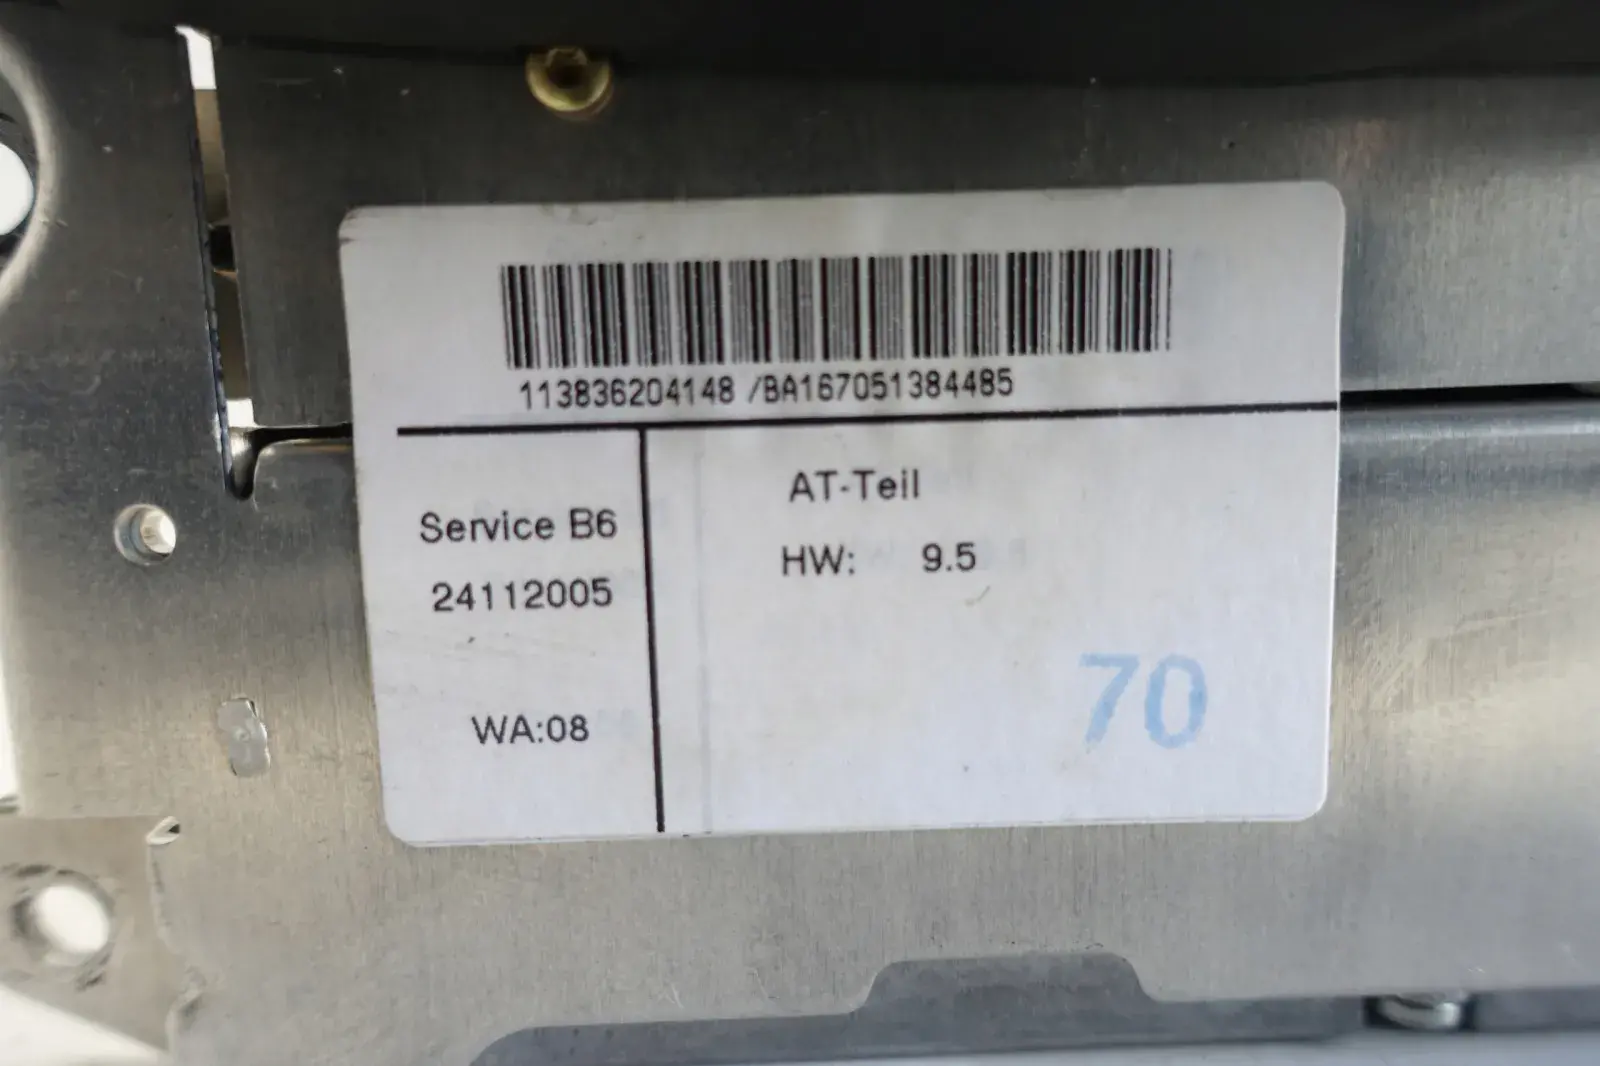 113836204148 /BA167051384485
Service B6
24112005
WA:08
AT-Teil
HW: 9.5
70